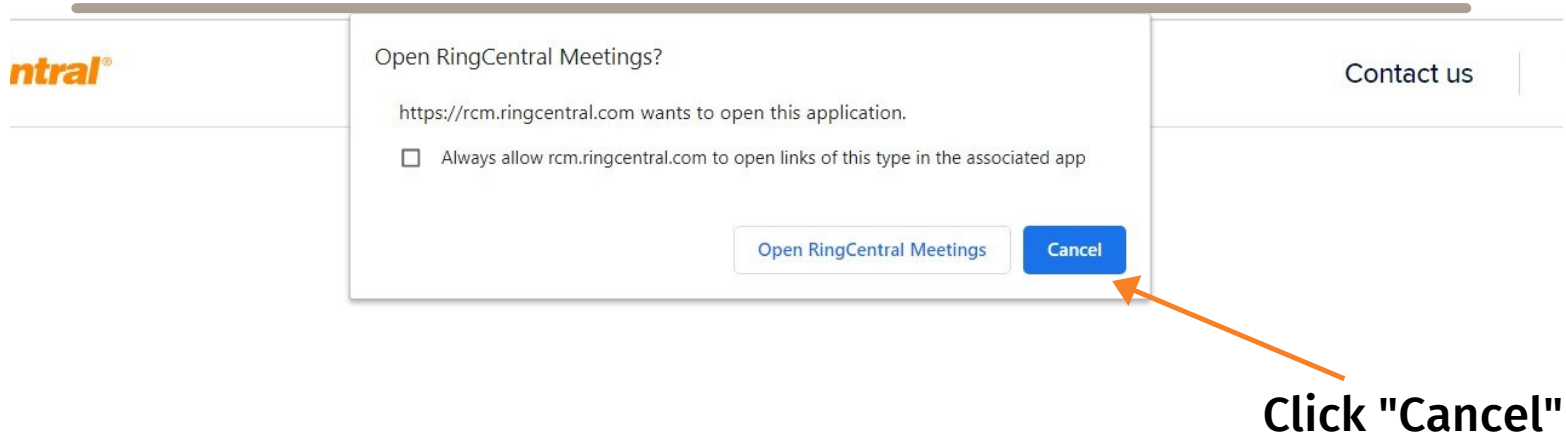 ntral®
Open RingCentral Meetings?
Contact us
https://rcm.ringcentral.com wants to open this application.
Always allow rcm.ringcentral.com to open links of this type in the associated app
Open RingCentral Meetings
Cancel
Click "Cancel"